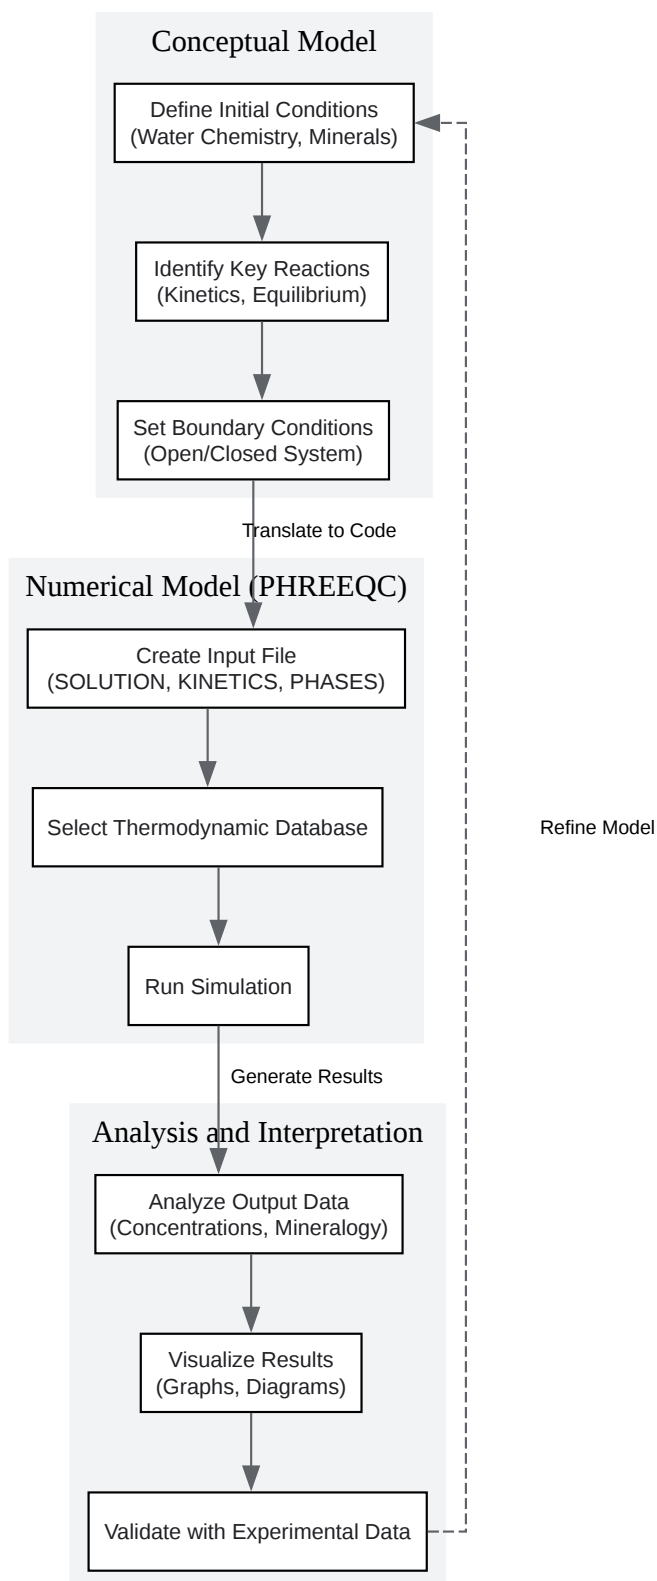 Conceptual Model
Define Initial Conditions
(Water Chemistry, Minerals)
Identify Key Reactions
(Kinetics, Equilibrium)
Set Boundary Conditions
(Open/Closed System)
Translate to Code
Numerical Model (PHREEQC)
Create Input File
(SOLUTION, KINETICS, PHASES)
Select Thermodynamic Database
Refine Model
Run Simulation
Generate Results
Analysis and Interpretation
Analyze Output Data
(Concentrations, Mineralogy)
Visualize Results
(Graphs, Diagrams)
Validate with Experimental Data